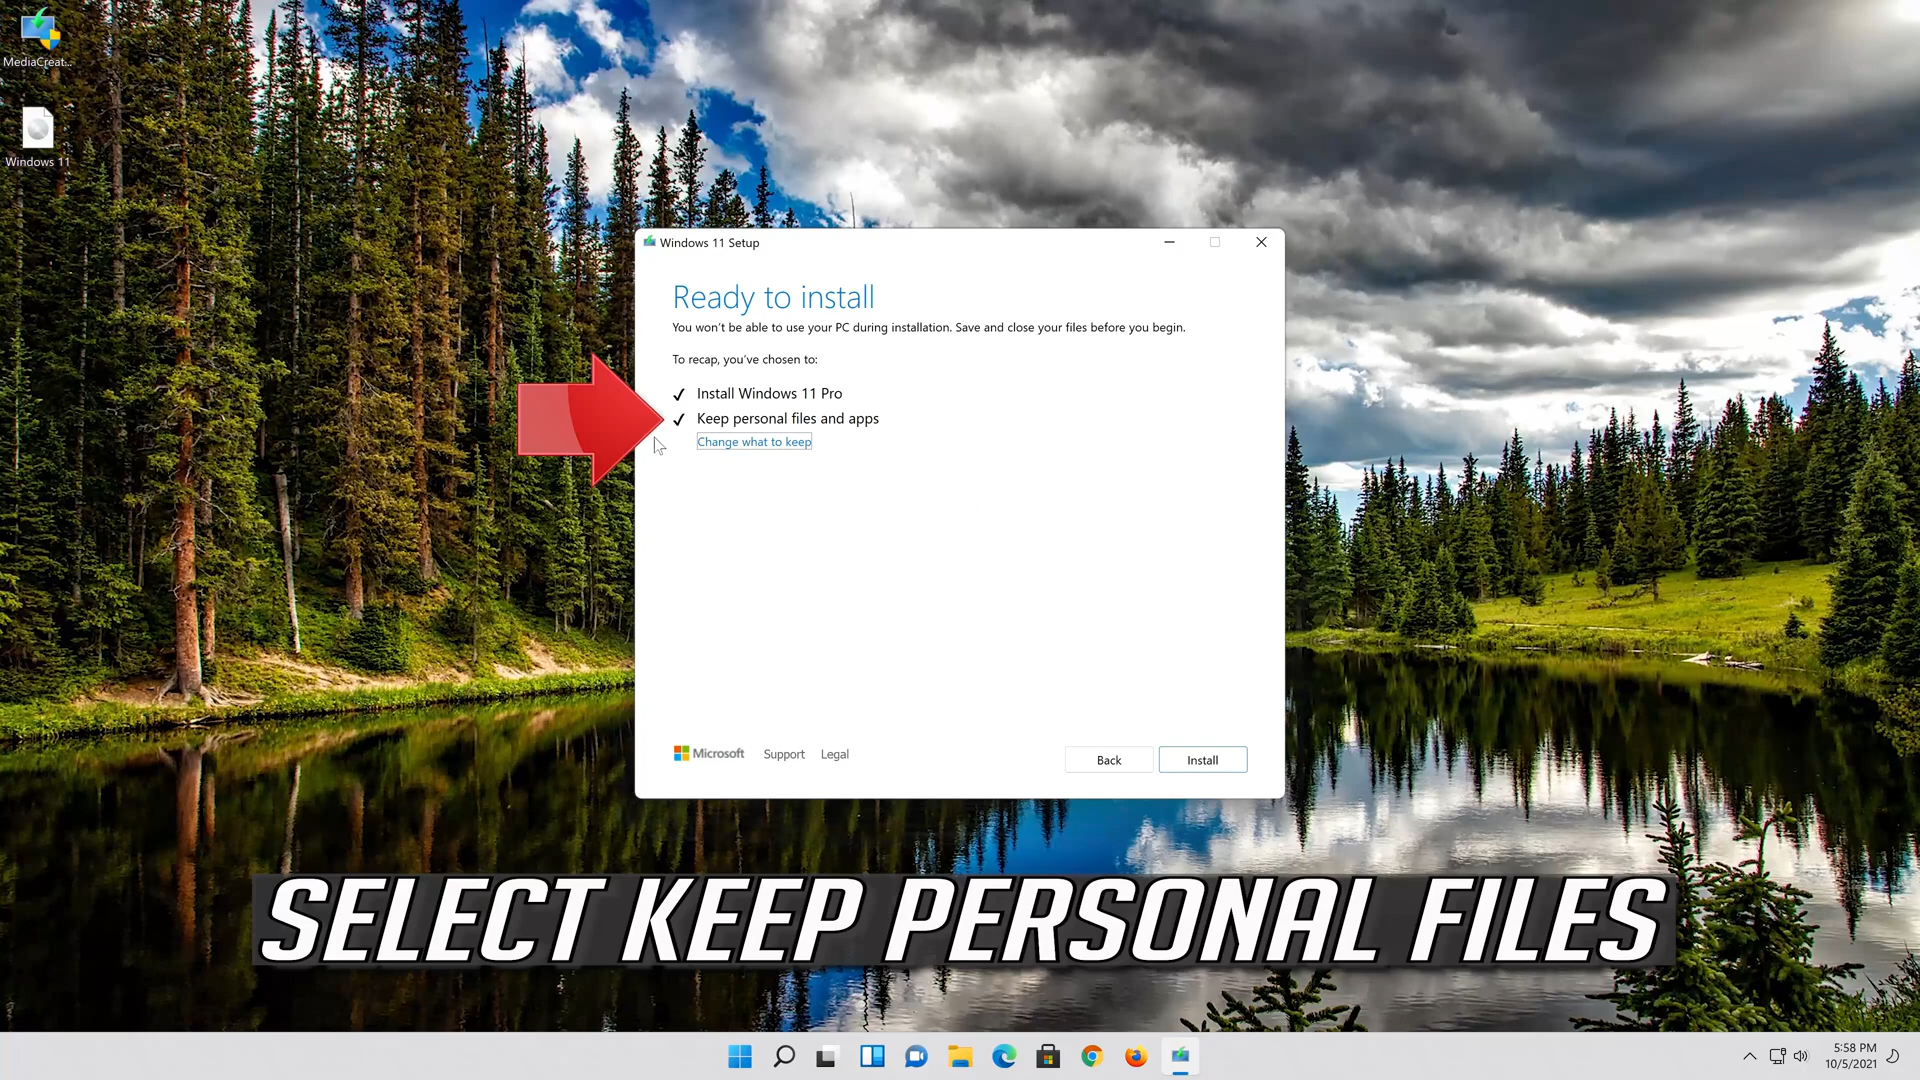 MediaCreat...
Windows 11
Windows 11 Setup
Ready to install
You won't be able to use your PC during installation. Save and close your files before you begin.
To recap, you've chosen to:
✓ Install Windows 11 Pro
✓ Keep personal files and apps
Change what to keep
Microsoft Support Legal
Back Install
SELECT KEEP PERSONAL FILES
5:58 PM
10/5/2021